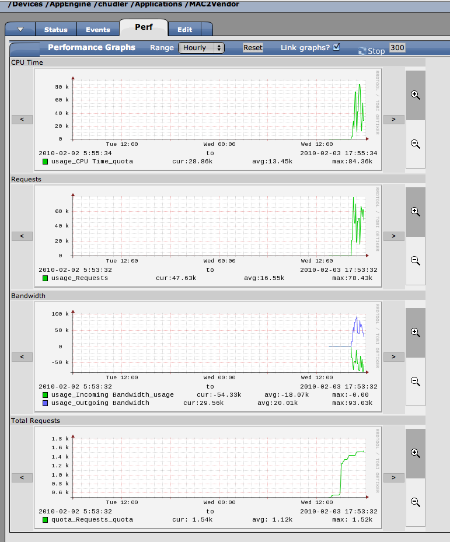 /Devices /AppEngine /chudler /Applications /MAC2Vendor
Status Events Perf Edit
Performance Graphs Range Hourly Reset Link graphs? Stop 300
CPU Time
80 k
60 k
40 k
20 k
0
Tue 12:00 Wed 00:00 Wed 12:00
< >
2010-02-02 5:55:34 to 2010-02-03 17:55:34
usage_CPU Time_quota cur:28.86k avg:13.45k max:84.36k
Requests
60 k
40 k
20 k
0
Tue 12:00 Wed 00:00 Wed 12:00
< >
2010-02-02 5:53:32 to 2010-02-03 17:53:32
usage_Requests cur:47.63k avg:16.55k max:78.43k
Bandwidth
100 k
50 k
0
-50 k
Tue 12:00 Wed 00:00 Wed 12:00
< >
2010-02-02 5:53:32 to 2010-02-03 17:53:32
usage_Incoming Bandwidth_usage cur:-54.33k avg:-18.07k max:-0.00
usage_Outgoing Bandwidth cur:29.56k avg:20.02k max:93.03k
Total Requests
1.8 k
1.6 k
1.4 k
1.2 k
1.0 k
0.8 k
0.6 k
Tue 12:00 Wed 00:00 Wed 12:00
< >
2010-02-02 5:53:32 to 2010-02-03 17:53:32
quota_Requests_quota cur: 1.54k avg: 1.12k max: 1.52k